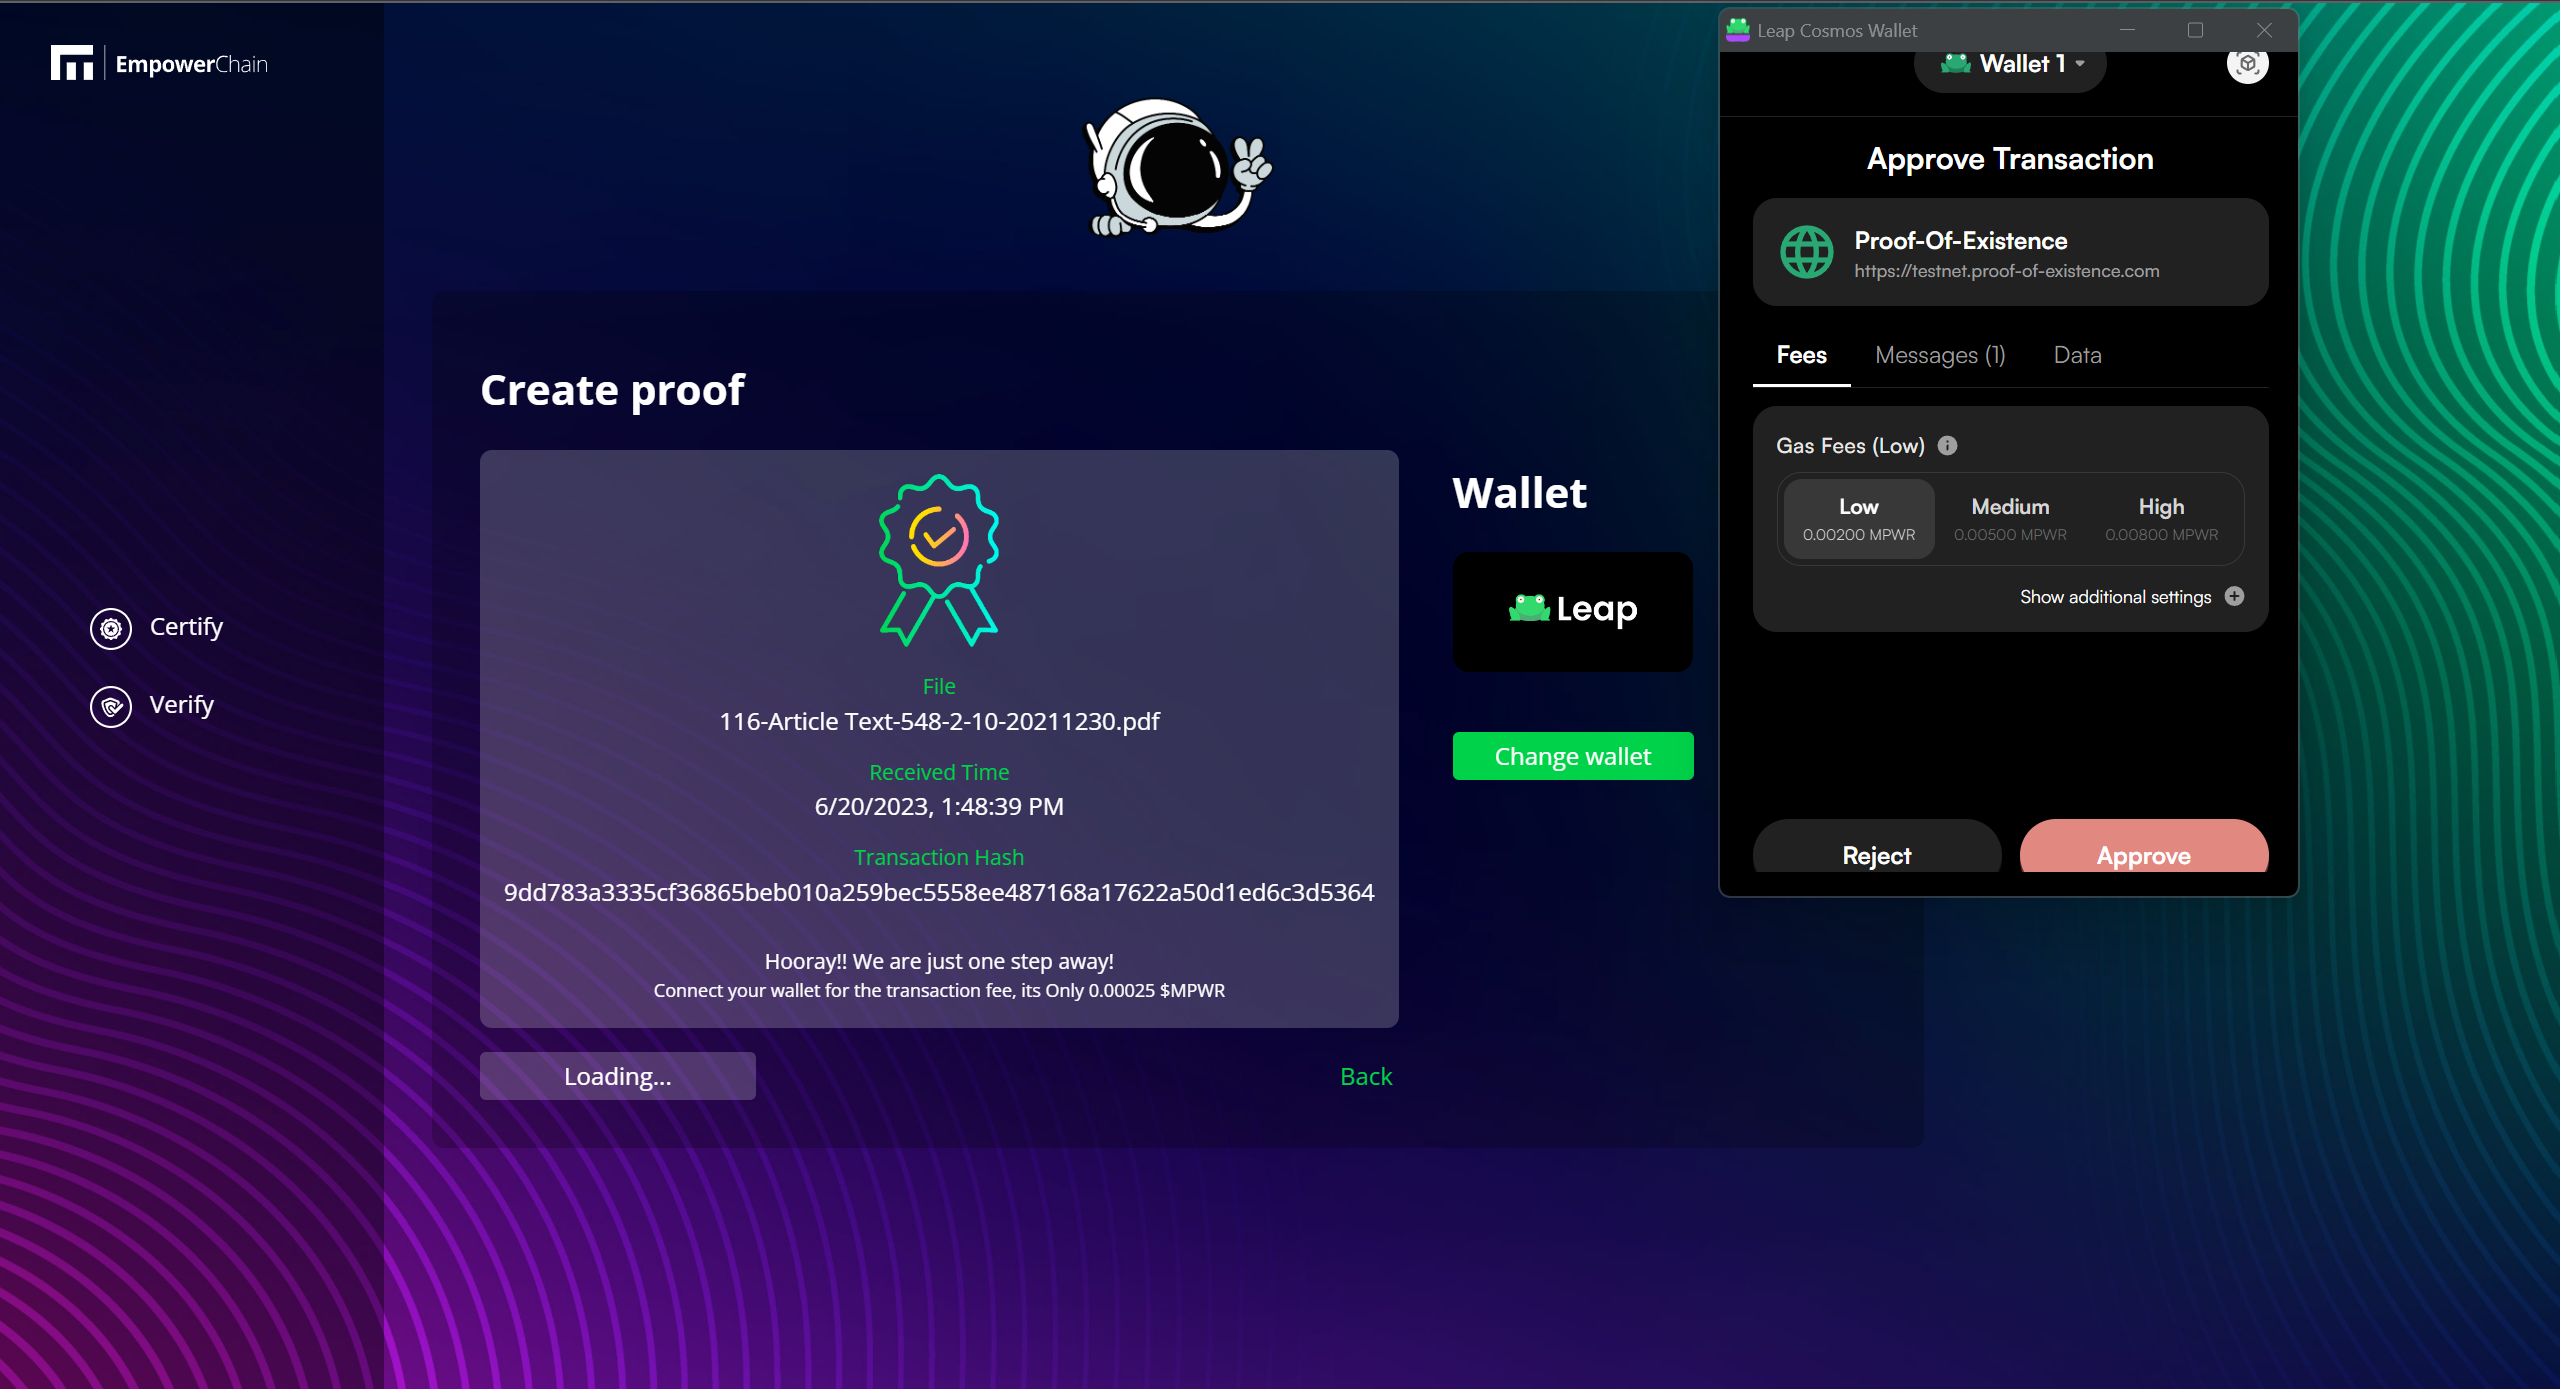 EmpowerChain
Certify
Verify
Create proof
File
116-Article Text-548-2-10-20211230.pdf
Received Time
6/20/2023, 1:48:39 PM
Transaction Hash
9dd783a3335cf36865beb010a259bec5558ee487168a17622a50d1ed6c3d5364
Hooray!! We are just one step away!
Connect your wallet for the transaction fee, its Only 0.00025 $MPWR
Loading...
Back
Wallet
Leap
Change wallet
Leap Cosmos Wallet
Wallet 1
Approve Transaction
Proof-Of-Existence
https://testnet.proof-of-existence.com
Fees Messages (1) Data
Gas Fees (Low)
Low Medium High
0.00200 MPWR 0.00500 MPWR 0.00800 MPWR
Show additional settings
Reject Approve